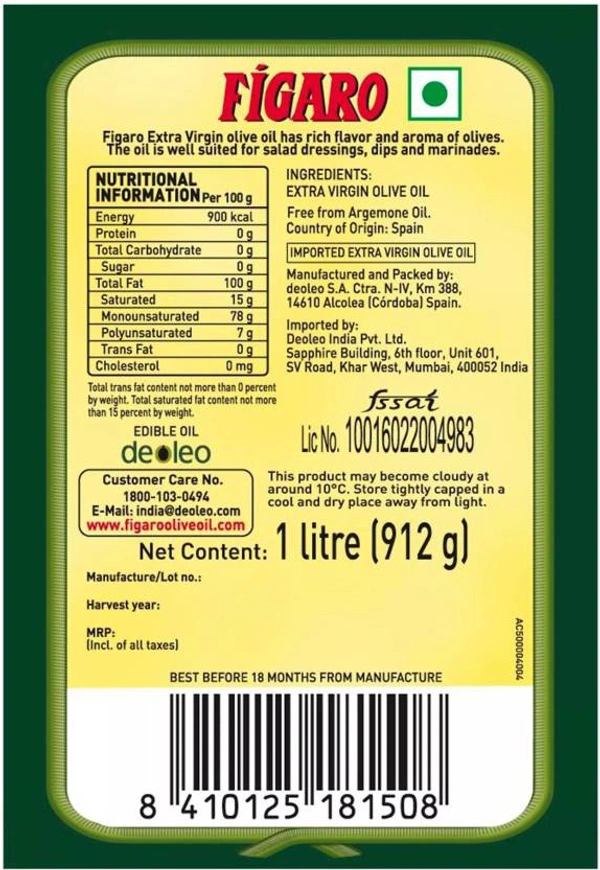 FÍGARO
Figaro Extra Virgin olive oil has rich flavor and aroma of olives.
The oil is well suited for salad dressings, dips and marinades.
NUTRITIONAL
INFORMATION Per 100 g
Energy 900 kcal
Protein 0 g
Total Carbohydrate 0 g
Sugar 0 g
Total Fat 100 g
Saturated 15 g
Monounsaturated 78 g
Polyunsaturated 7 g
Trans Fat 0 g
Cholesterol 0 mg
Total trans fat content not more than 0 percent
by weight. Total saturated fat content not more
than 15 percent by weight.
EDIBLE OIL
deoleo
Customer Care No.
1800-103-0494
E-Mail: india@deoleo.com
www.figarooliveoil.com
INGREDIENTS:
EXTRA VIRGIN OLIVE OIL
Free from Argemone Oil.
Country of Origin: Spain
IMPORTED EXTRA VIRGIN OLIVE OIL
Manufactured and Packed by:
deoleo S.A. Ctra. N-IV, Km 388,
14610 Alcolea (Córdoba) Spain.
Imported by:
Deoleo India Pvt. Ltd.
Sapphire Building, 6th floor, Unit 601,
SV Road, Khar West, Mumbai, 400052 India
fssai
Lic No. 10016022004983
This product may become cloudy at
around 10°C. Store tightly capped in a
cool and dry place away from light.
Net Content: 1 litre (912 g)
Manufacture/Lot no.:
Harvest year:
MRP:
(Incl. of all taxes)
AC500004004
BEST BEFORE 18 MONTHS FROM MANUFACTURE
8 410125 181508